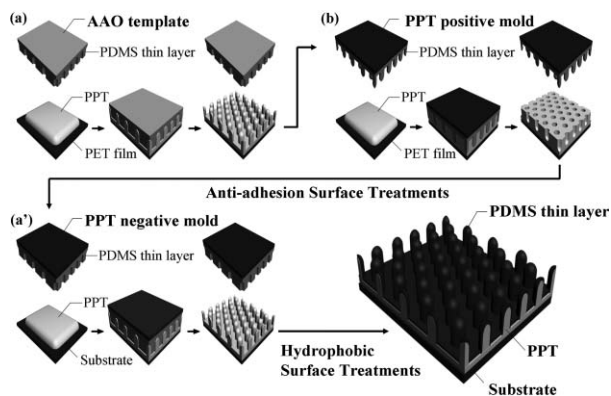 (a)
AAO template
PDMS thin layer
PPT
PET film
(b)
PPT positive mold
PDMS thin layer
PPT
PET film
Anti-adhesion Surface Treatments
(a')
PPT negative mold
PDMS thin layer
PPT
Substrate
Hydrophobic
Surface Treatments
PDMS thin layer
PPT
Substrate